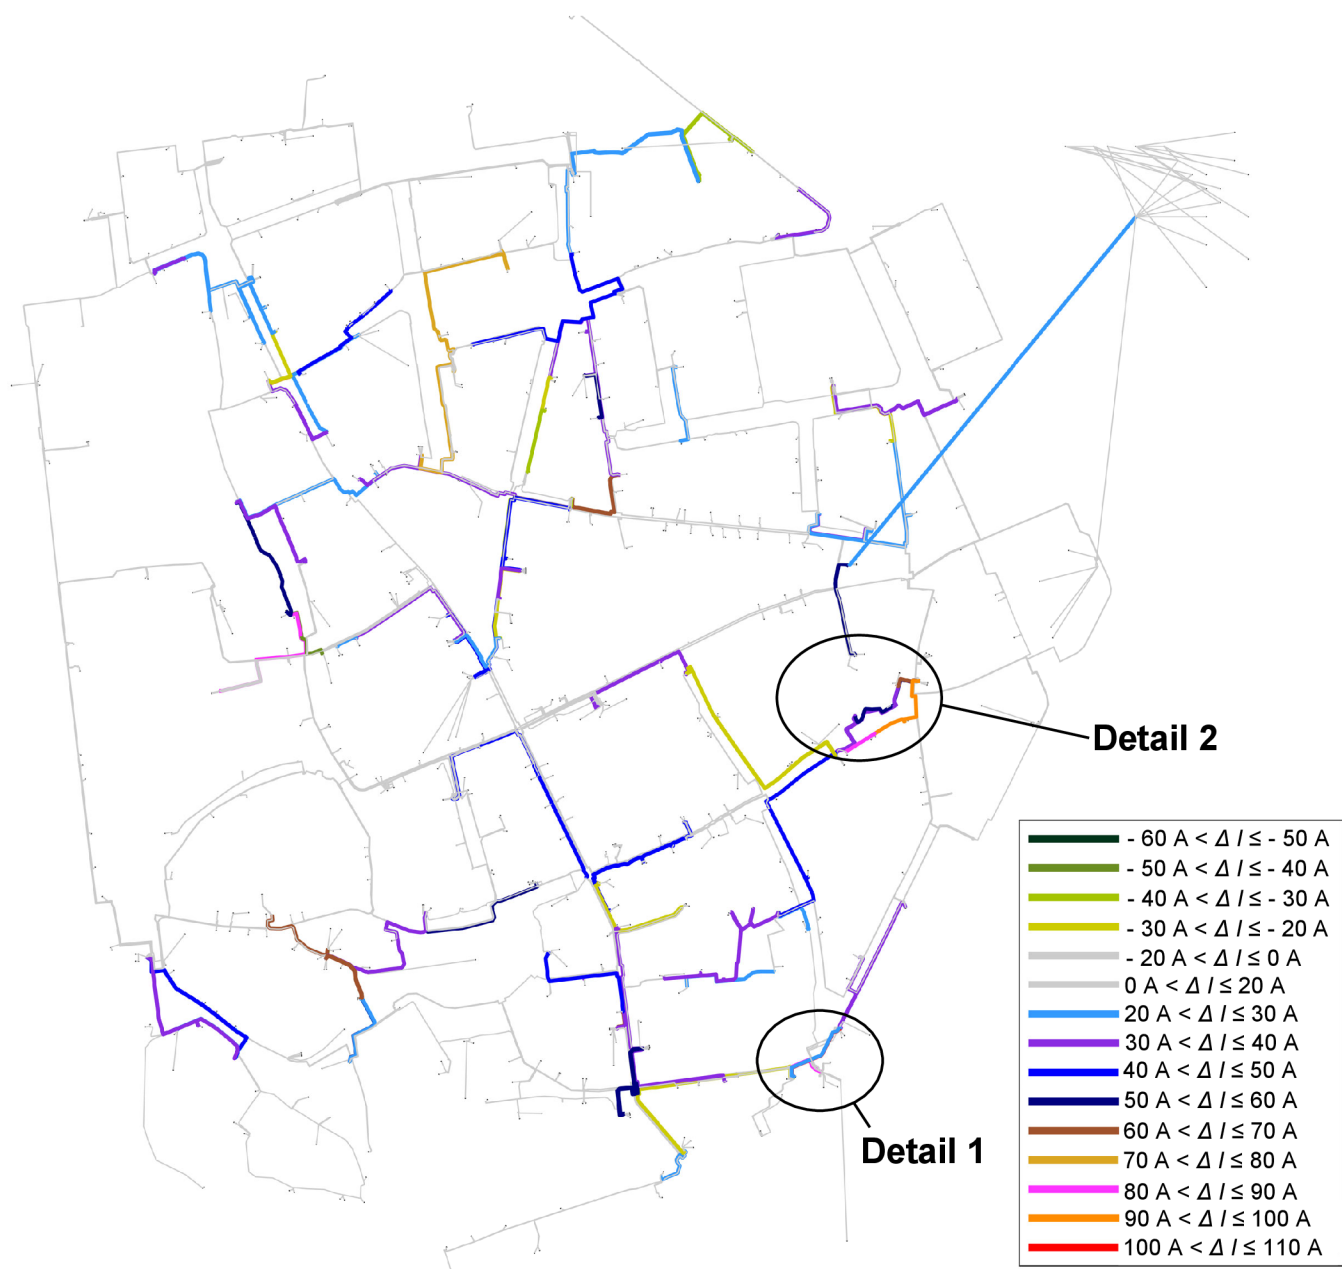 Detail 2
- 60 A < Δ I ≤ - 50 A
- 50 A < Δ I ≤ - 40 A
- 40 A < Δ I ≤ - 30 A
- 30 A < Δ I ≤ - 20 A
- 20 A < Δ I ≤ 0 A
0 A < Δ I ≤ 20 A
20 A < Δ I ≤ 30 A
30 A < Δ I ≤ 40 A
40 A < Δ I ≤ 50 A
50 A < Δ I ≤ 60 A
60 A < Δ I ≤ 70 A
70 A < Δ I ≤ 80 A
80 A < Δ I ≤ 90 A
90 A < Δ I ≤ 100 A
100 A < Δ I ≤ 110 A
Detail 1